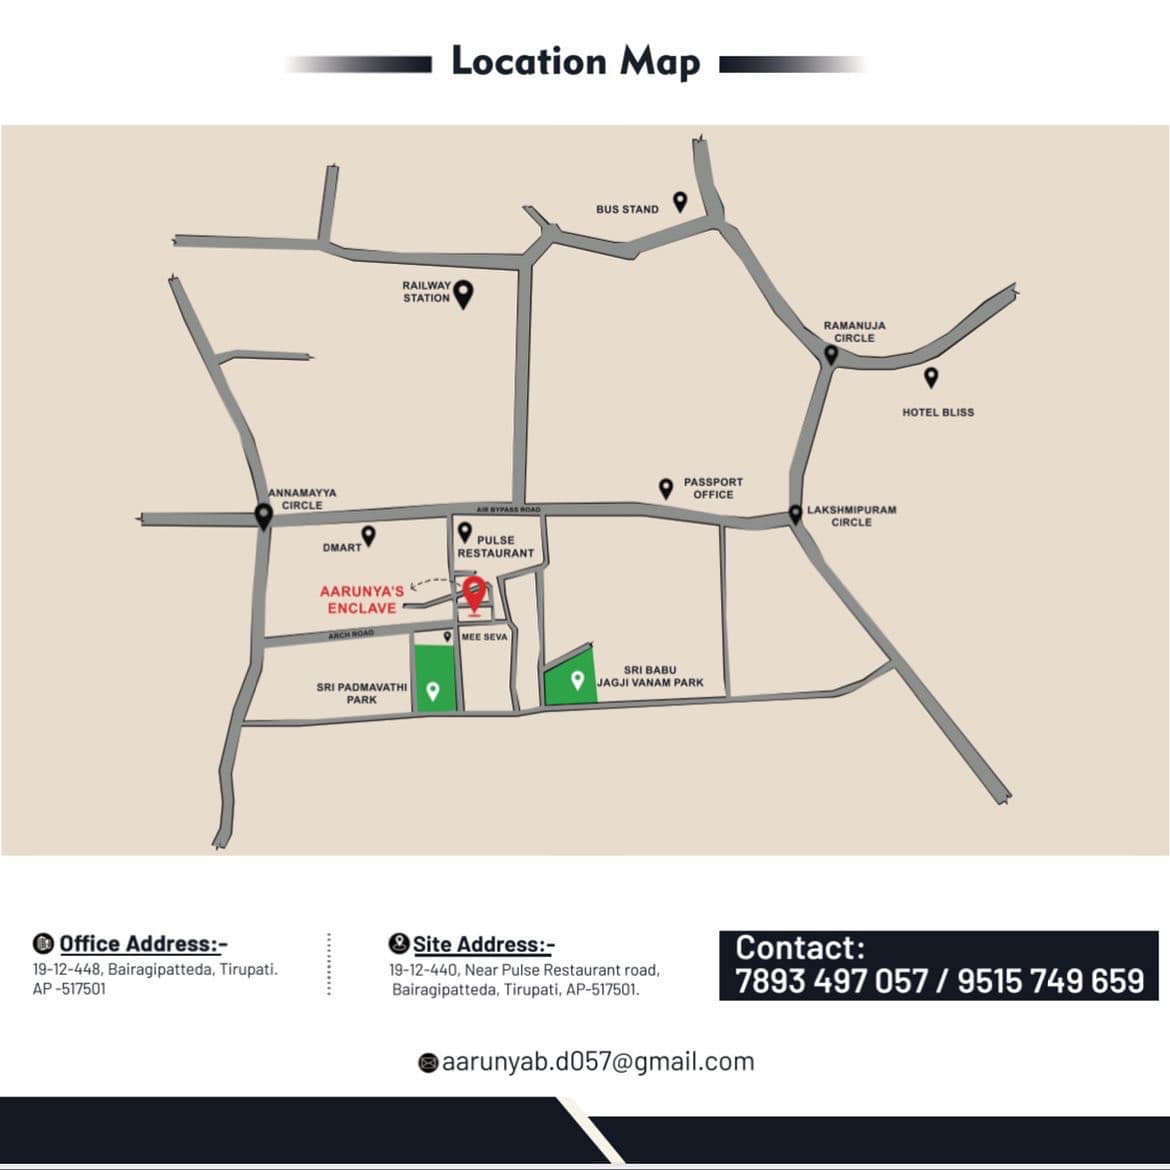 Location Map
BUS STAND
RAILWAY
STATION
RAMANUJA
CIRCLE
HOTEL BLISS
PASSPORT
OFFICE
ANNAMAYYA
CIRCLE
AIR BYPASS ROAD
LAKSHMIPURAM
CIRCLE
DMART
PULSE
RESTAURANT
AARUNYA'S
ENCLAVE
ARCH ROAD
MEE SEVA
SRI PADMAVATHI
PARK
SRI BABU
JAGJI VANAM PARK
Office Address:-
19-12-448, Bairagipatteda, Tirupati.
AP -517501
Site Address:-
19-12-440, Near Pulse Restaurant road,
Bairagipatteda, Tirupati, AP-517501.
Contact:
7893 497 057 / 9515 749 659
aarunyab.d057@gmail.com